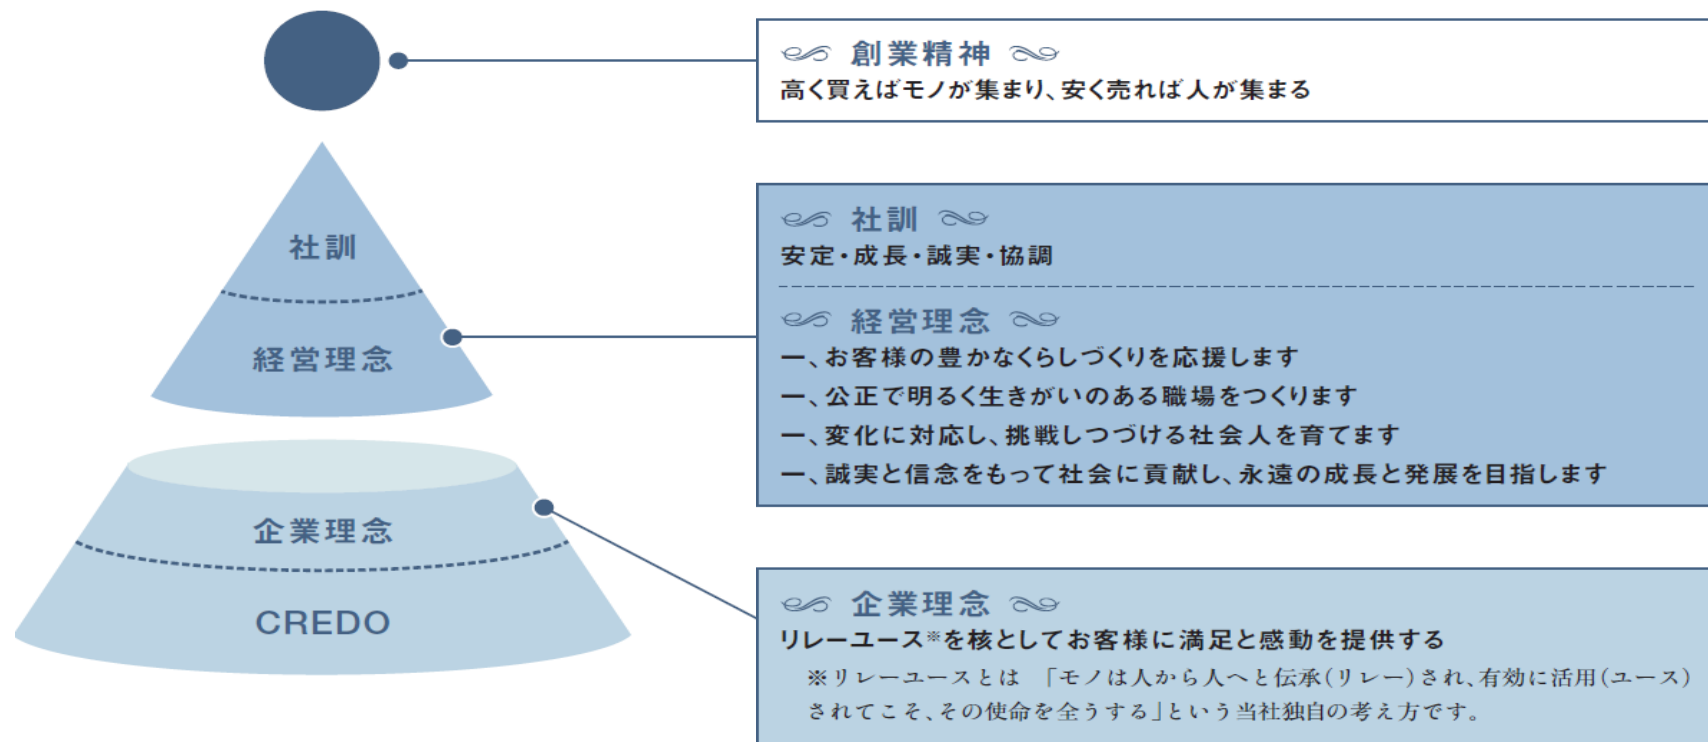 創業精神
高く買えばモノが集まり、安く売れば人が集まる
社訓
経営理念
社訓
安定・成長・誠実・協調
経営理念
一、お客様の豊かなくらしづくりを応援します
一、公正で明るく生きがいのある職場をつくります
一、変化に対応し、挑戦しつづける社会人を育てます
一、誠実と信念をもって社会に貢献し、永遠の成長と発展を目指します
企業理念
CREDO
企業理念
リレーユース※を核としてお客様に満足と感動を提供する
※リレーユースとは 「モノは人から人へと伝承(リレー)され、有効に活用(ユース)
されてこそ、その使命を全うする」という当社独自の考え方です。